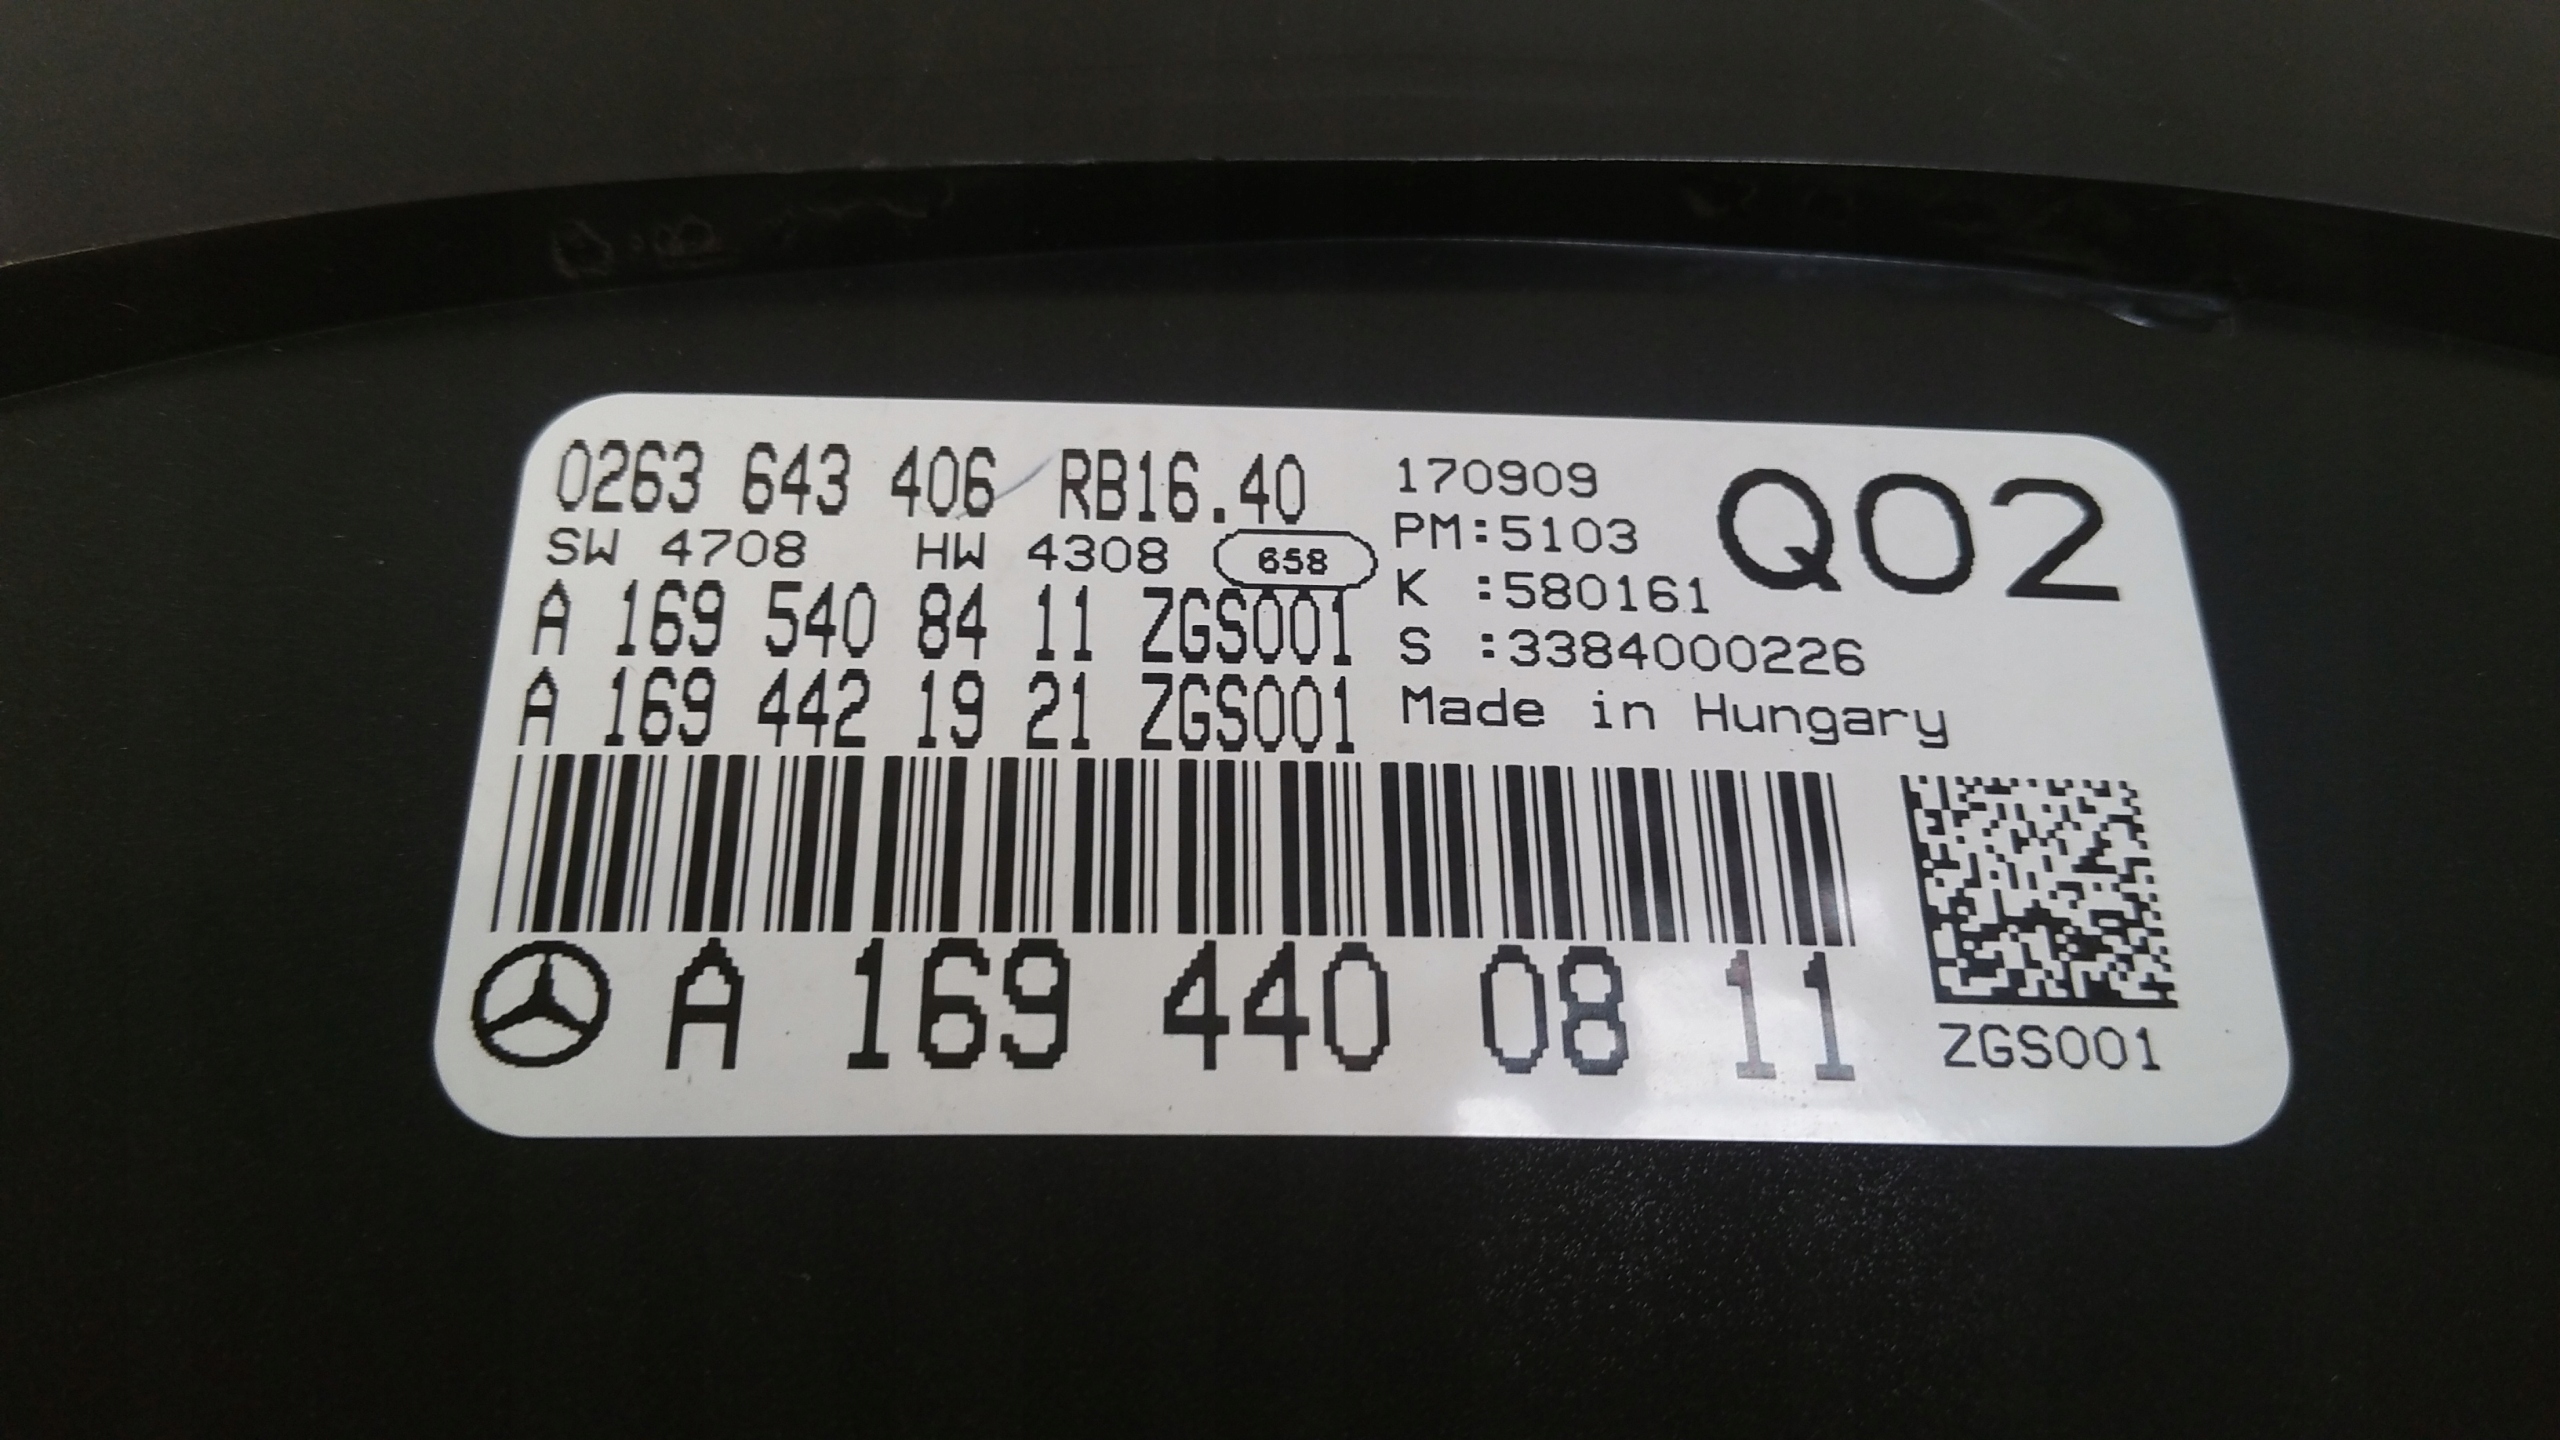 0263 643 406 RB16.40
SW 4708 HW 4308 658
A 169 540 84 11 ZGS001
A 169 442 19 21 ZGS001
170909
PM:5103
K :580161
S :3384000226
Made in Hungary
Q02
A 169 440 08 11
ZGS001